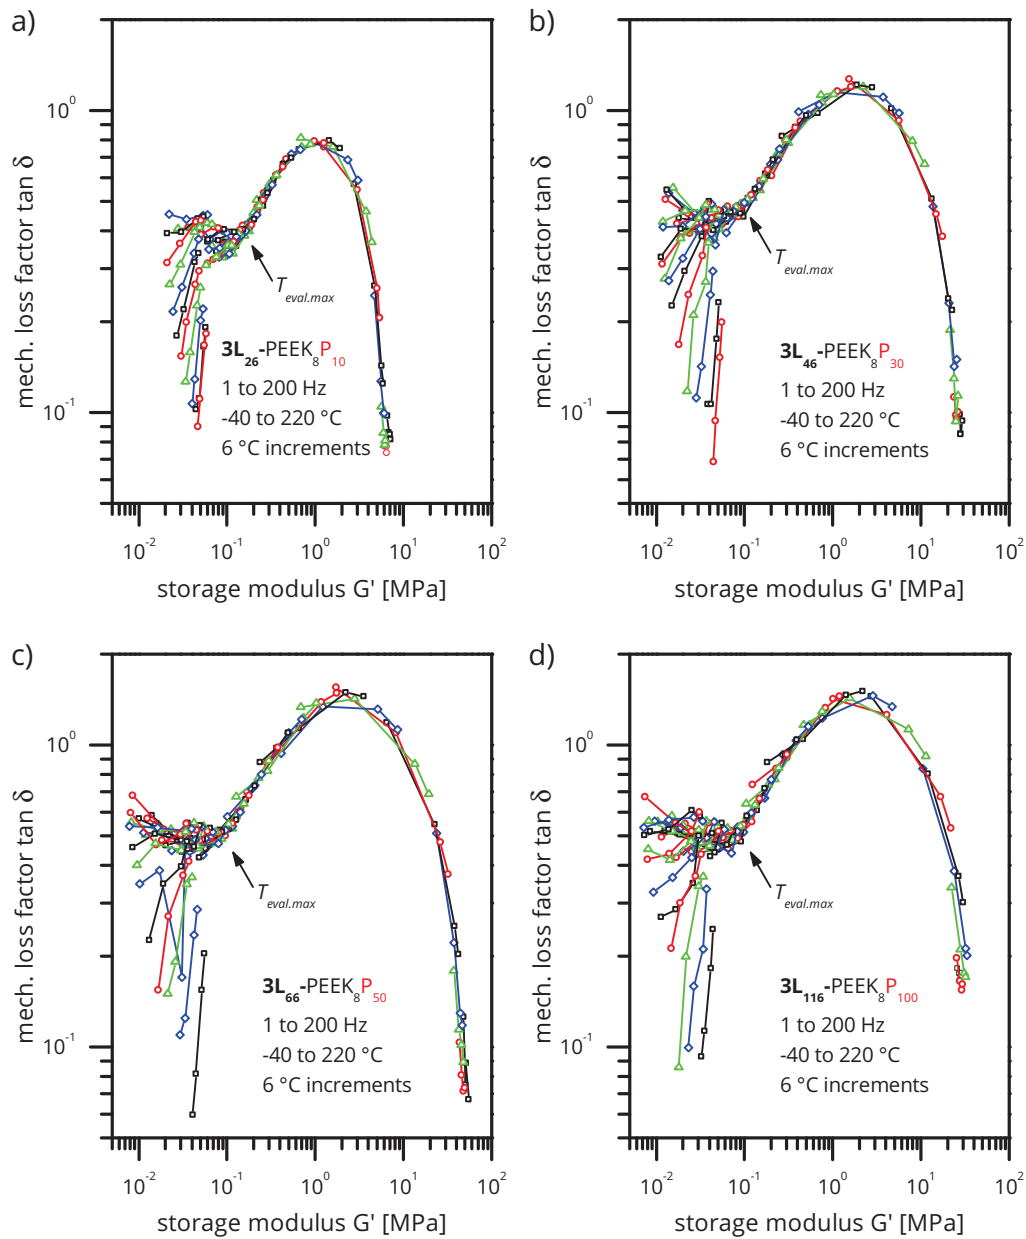 a)
mech. loss factor tan δ
10⁰
10⁻¹
T_eval.max
3L₂₆-PEEK₈P₁₀
1 to 200 Hz
-40 to 220 °C
6 °C increments
10⁻² 10⁻¹ 10⁰ 10¹ 10²
storage modulus G' [MPa]
b)
mech. loss factor tan δ
10⁰
10⁻¹
T_eval.max
3L₄₆-PEEK₈P₃₀
1 to 200 Hz
-40 to 220 °C
6 °C increments
10⁻² 10⁻¹ 10⁰ 10¹ 10²
storage modulus G' [MPa]
c)
mech. loss factor tan δ
10⁰
10⁻¹
T_eval.max
3L₆₆-PEEK₈P₅₀
1 to 200 Hz
-40 to 220 °C
6 °C increments
10⁻² 10⁻¹ 10⁰ 10¹ 10²
storage modulus G' [MPa]
d)
mech. loss factor tan δ
10⁰
10⁻¹
T_eval.max
3L₁₁₆-PEEK₈P₁₀₀
1 to 200 Hz
-40 to 220 °C
6 °C increments
10⁻² 10⁻¹ 10⁰ 10¹ 10²
storage modulus G' [MPa]